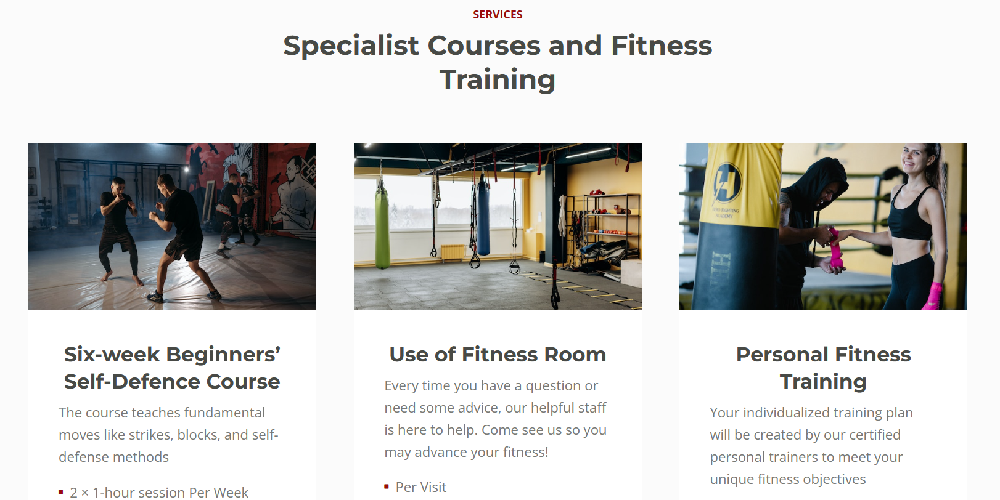 SERVICES
Specialist Courses and Fitness
Training
HERO FIGHTING
ACADEMY
Six-week Beginners’
Self-Defence Course
The course teaches fundamental
moves like strikes, blocks, and self-
defense methods
2 × 1-hour session Per Week
Use of Fitness Room
Every time you have a question or
need some advice, our helpful staff
is here to help. Come see us so you
may advance your fitness!
Per Visit
Personal Fitness
Training
Your individualized training plan
will be created by our certified
personal trainers to meet your
unique fitness objectives